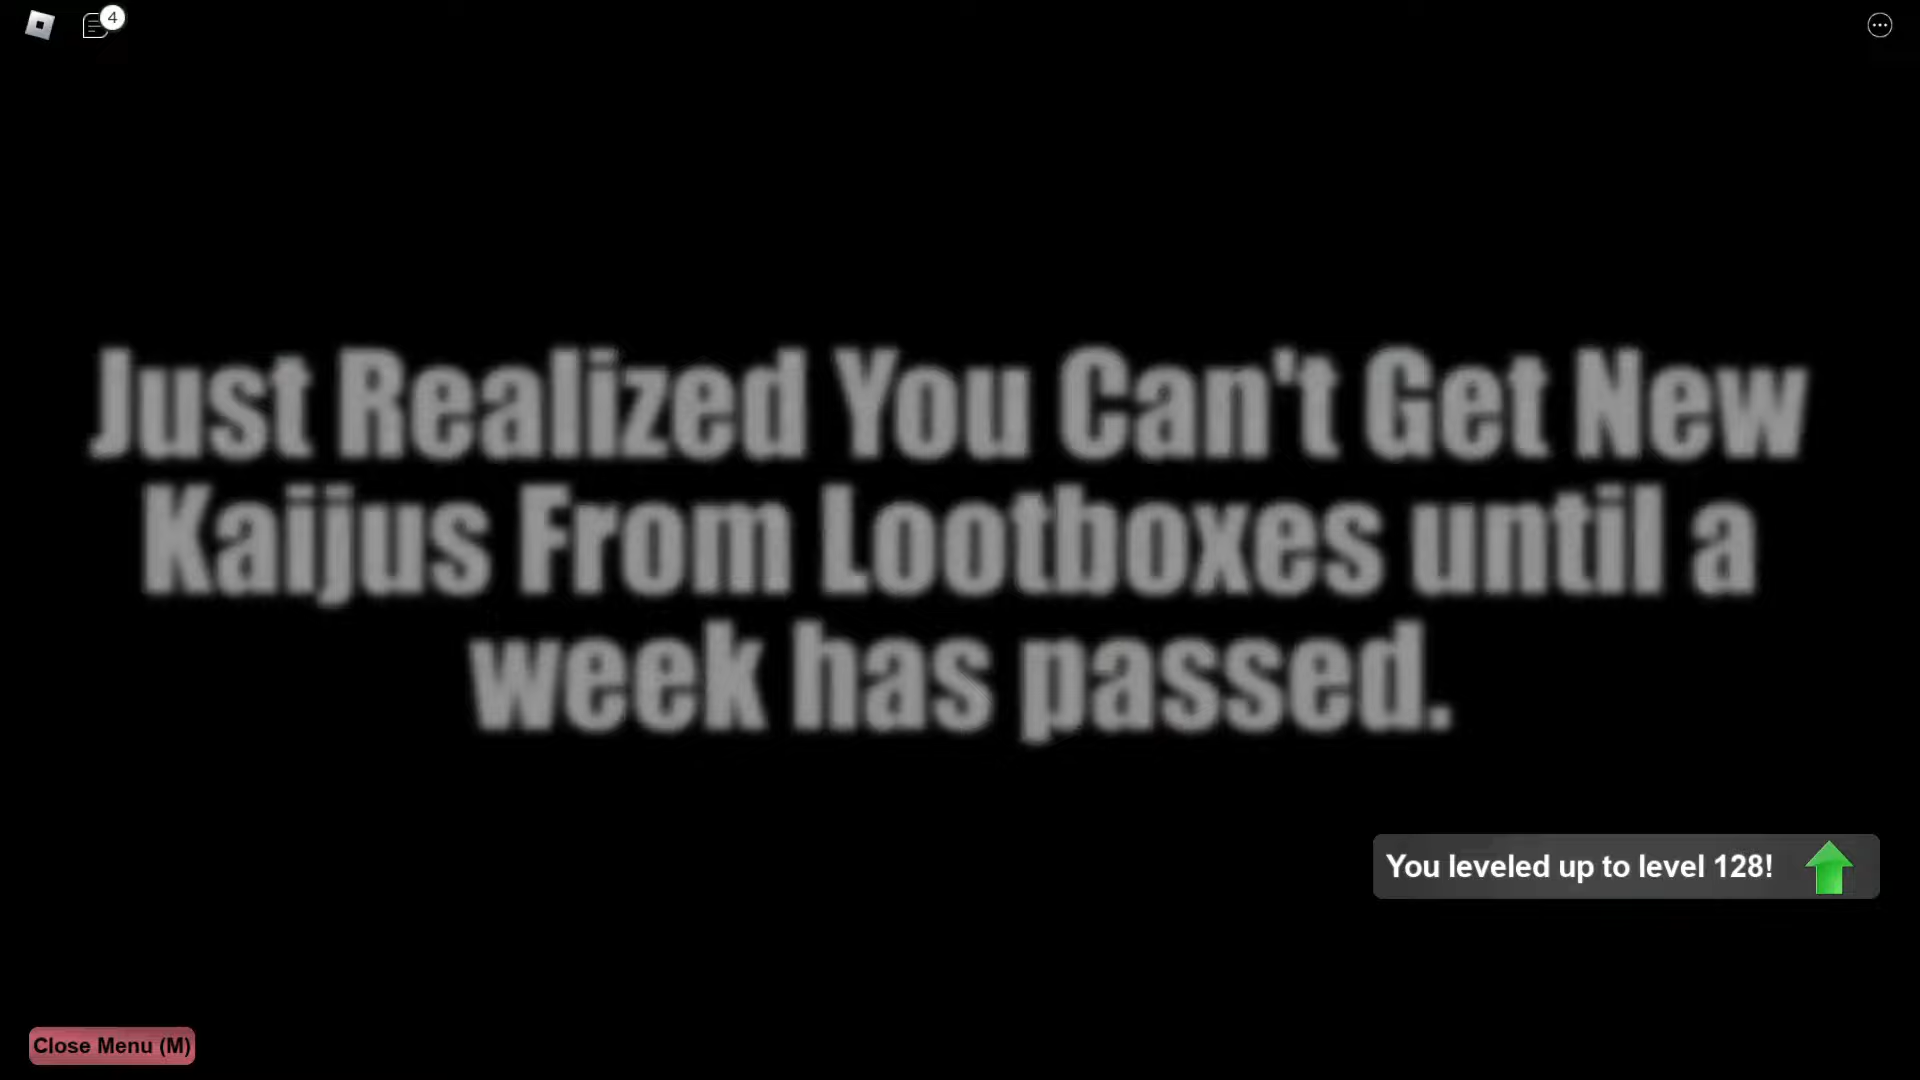 4
Just Realized You Can't Get New
Kaijus From Lootboxes until a
week has passed.
You leveled up to level 128!
Close Menu (M)